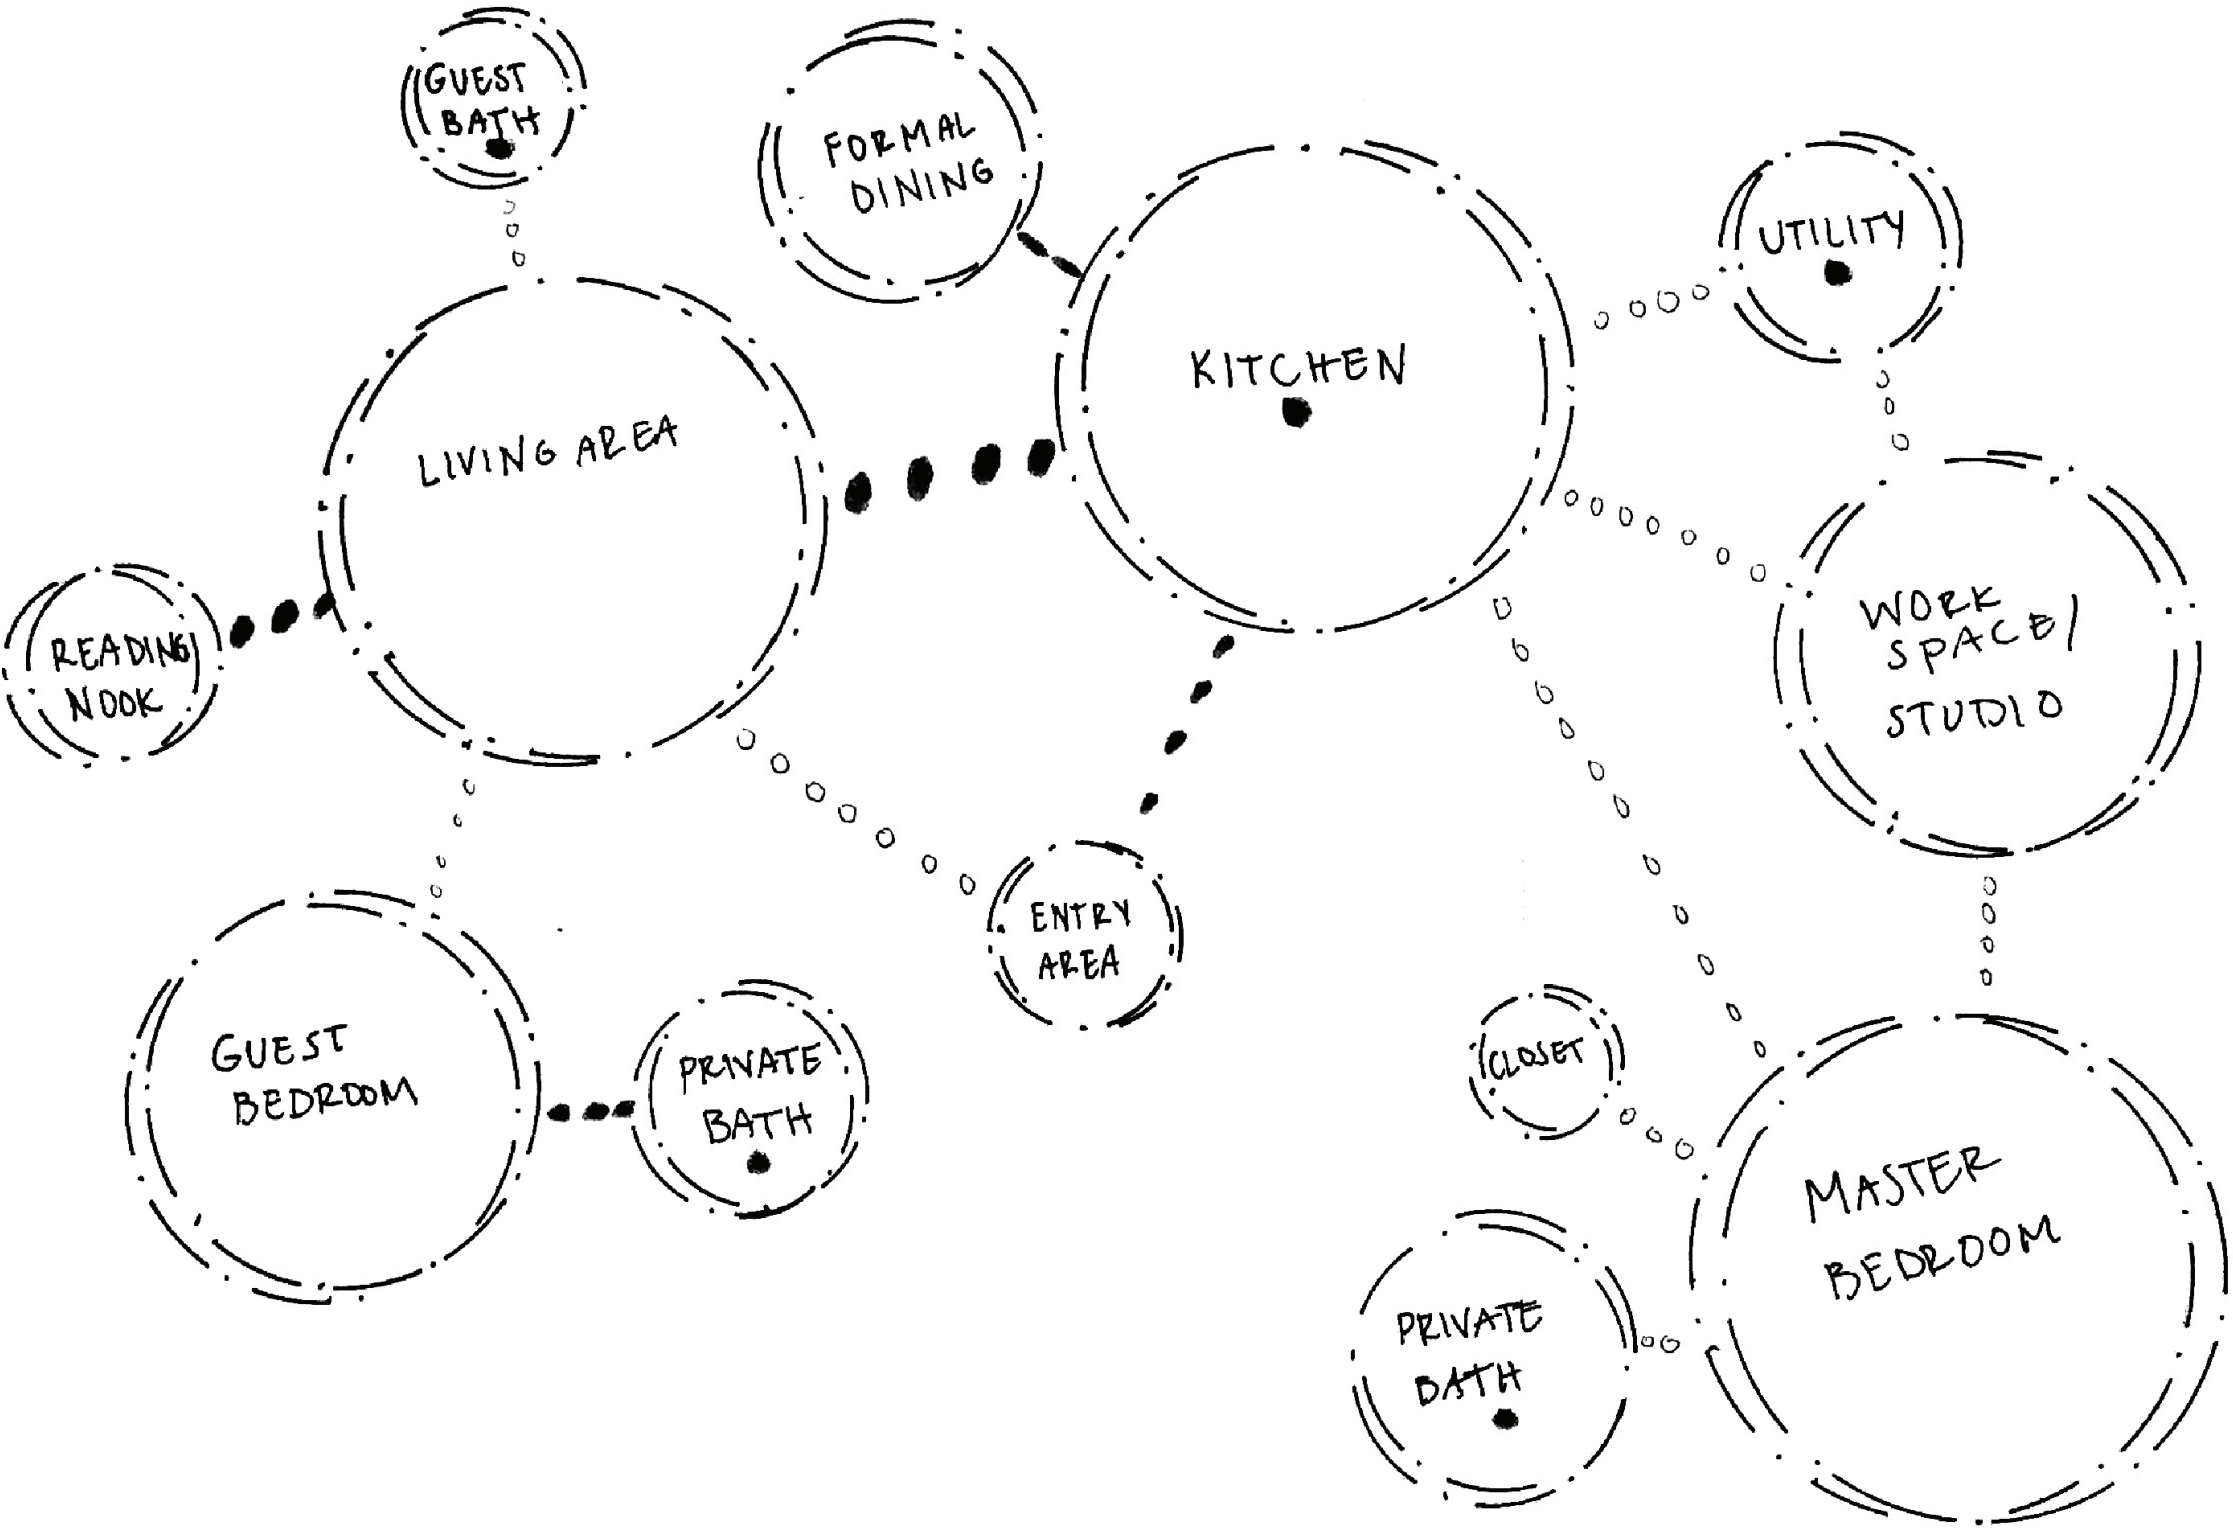 GUEST
BATH
FORMAL
DINING
UTILITY
KITCHEN
LIVING AREA
WORK
SPACE/
STUDIO
READING
NOOK
ENTRY
AREA
GUEST
BEDROOM
PRIVATE
BATH
CLOSET
MASTER
BEDROOM
PRIVATE
BATH